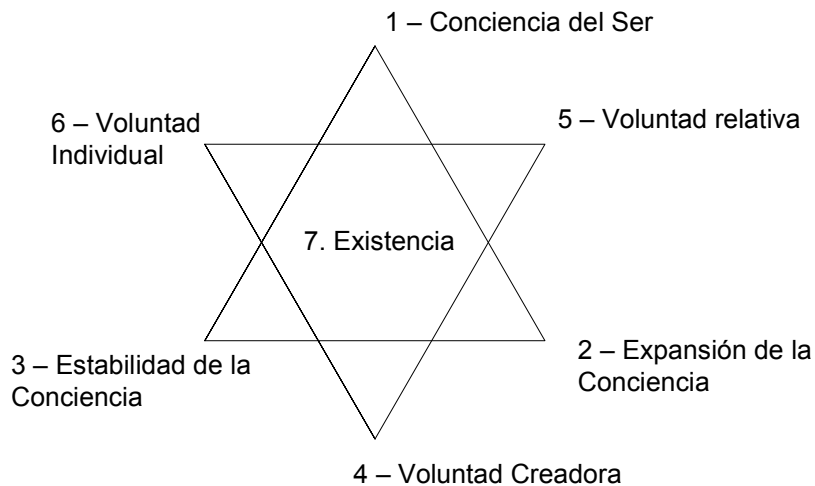 1 – Conciencia del Ser
6 – Voluntad
Individual
5 – Voluntad relativa
7. Existencia
3 – Estabilidad de la
Conciencia
2 – Expansión de la
Conciencia
4 – Voluntad Creadora